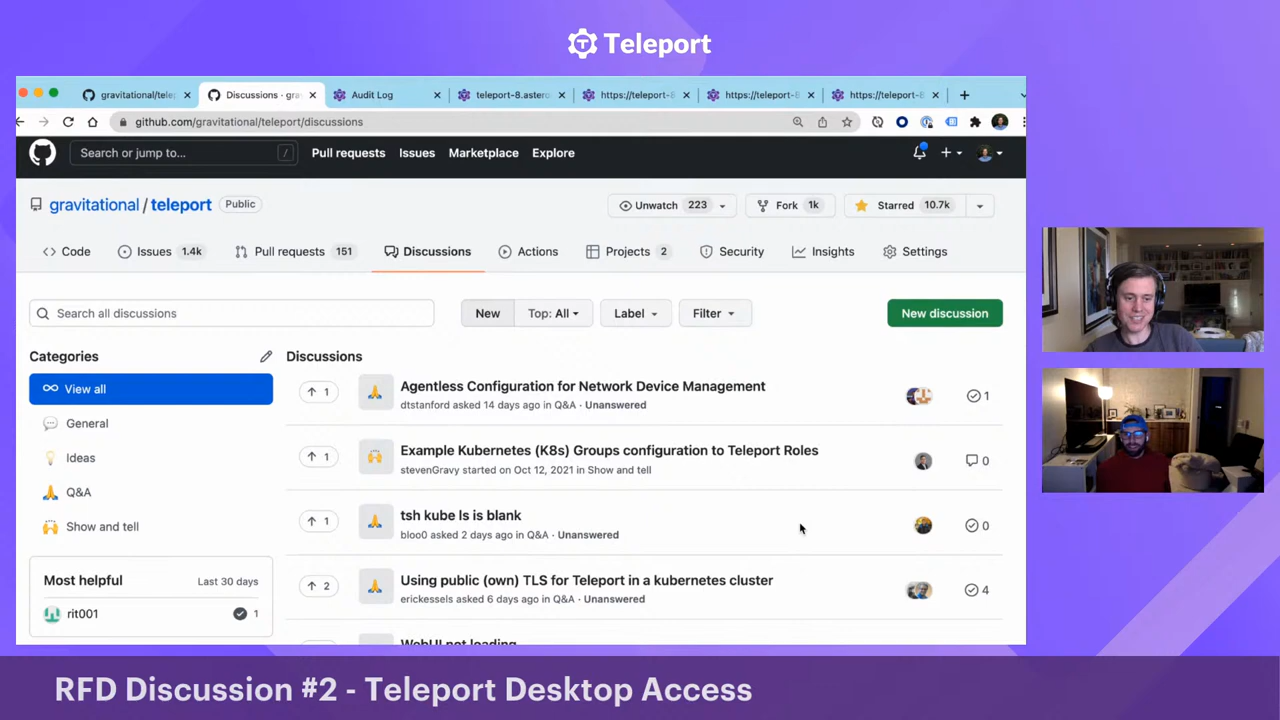 Teleport
gravitational/telep
Discussions · gra
Audit Log
teleport-8.astero
https://teleport-8
https://teleport-8
https://teleport-8
github.com/gravitational/teleport/discussions
Search or jump to...
/
Pull requests
Issues
Marketplace
Explore
gravitational / teleport
Public
Unwatch 223
Fork 1k
Starred 10.7k
Code
Issues 1.4k
Pull requests 151
Discussions
Actions
Projects 2
Security
Insights
Settings
Search all discussions
New
Top: All
Label
Filter
New discussion
Categories
View all
General
Ideas
Q&A
Show and tell
Most helpful
Last 30 days
rit001
1
Discussions
1
Agentless Configuration for Network Device Management
dtstanford asked 14 days ago in Q&A · Unanswered
1
1
Example Kubernetes (K8s) Groups configuration to Teleport Roles
stevenGravy started on Oct 12, 2021 in Show and tell
0
1
tsh kube ls is blank
bloo0 asked 2 days ago in Q&A · Unanswered
0
2
Using public (own) TLS for Teleport in a kubernetes cluster
erickessels asked 6 days ago in Q&A · Unanswered
4
WebUI not loading
RFD Discussion #2 - Teleport Desktop Access